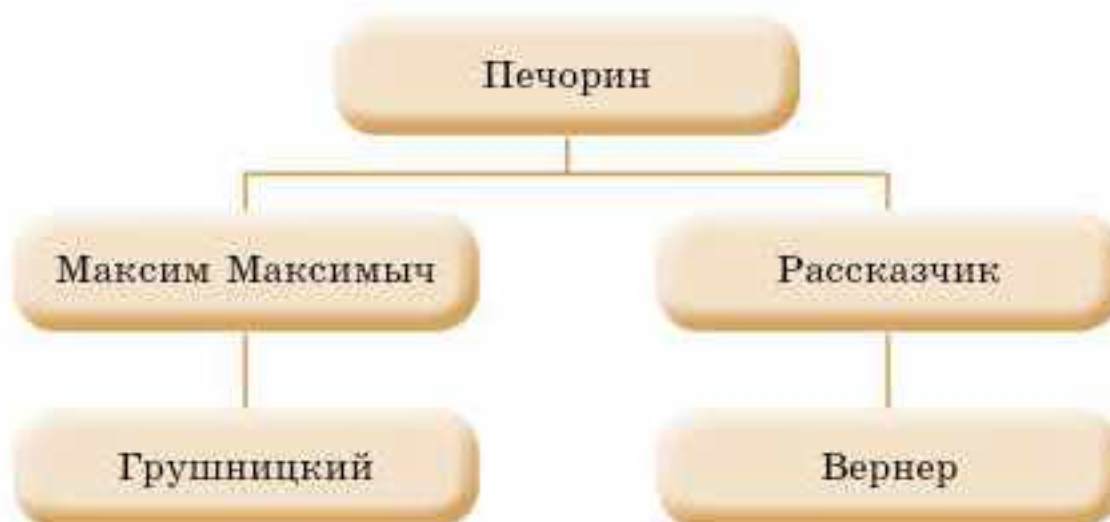 Печорин
Максим Максимыч
Рассказчик
Грушницкий
Вернер